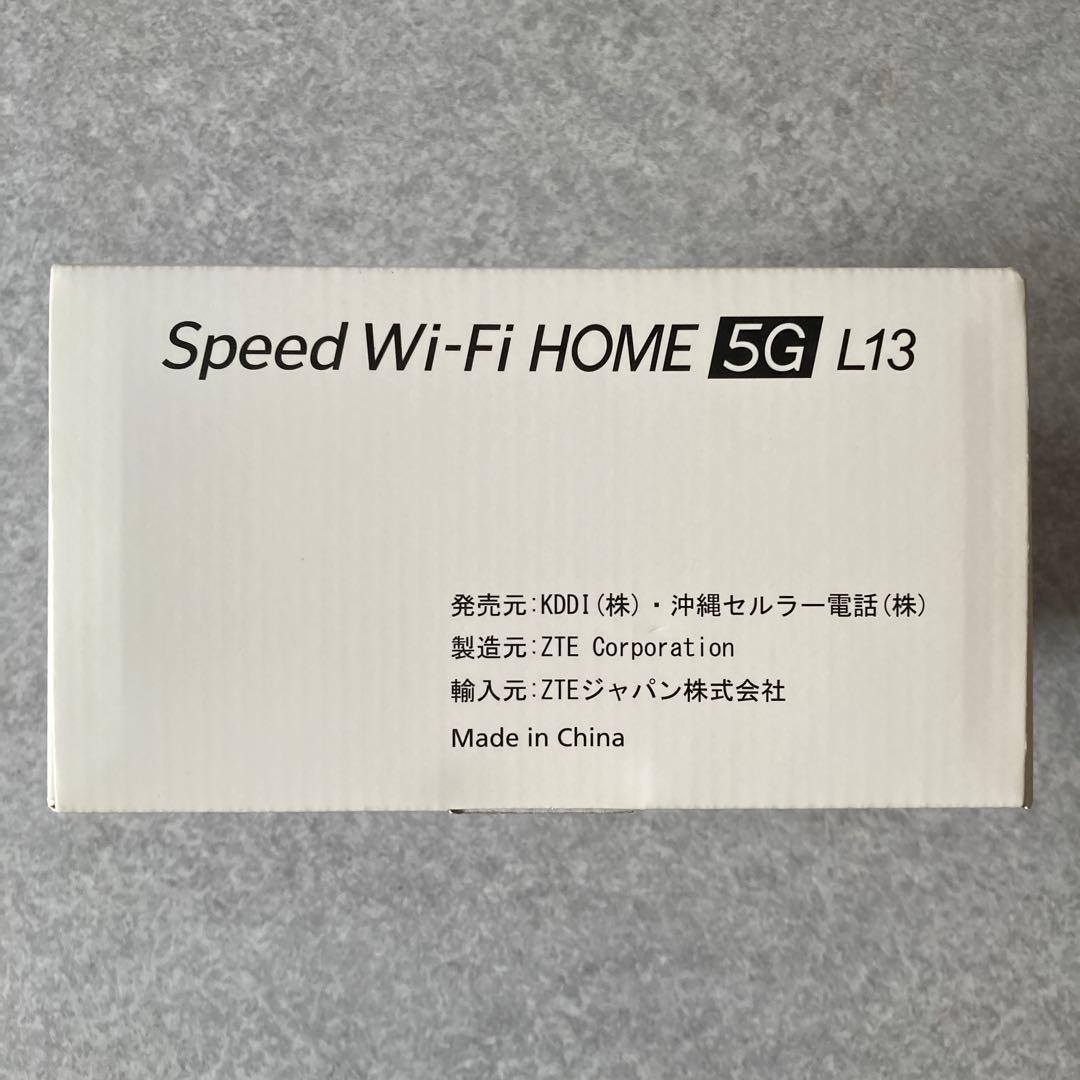 Speed Wi-Fi HOME 5G L13
発売元:KDDI(株)・沖縄セルラー電話(株)
製造元:ZTE Corporation
輸入元:ZTEジャパン株式会社
Made in China